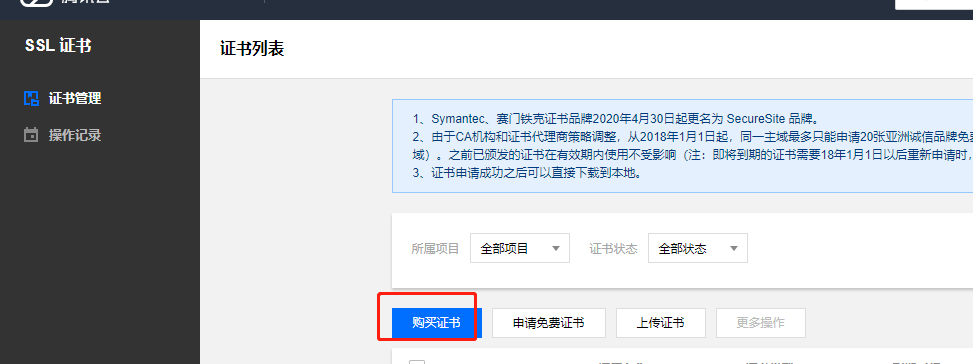 SSL 证书
证书列表
证书管理
操作记录
1、Symantec、赛门铁克证书品牌2020年4月30日起更名为 SecureSite 品牌。
2、由于CA机构和证书代理商策略调整，从2018年1月1日起，同一主域最多只能申请20张亚洲诚信品牌免费
域）。之前已颁发的证书在有效期内使用不受影响（注：即将到期的证书需要18年1月1日以后重新申请时，
3、证书申请成功之后可以直接下载到本地。
所属项目 全部项目 证书状态 全部状态
购买证书 申请免费证书 上传证书 更多操作